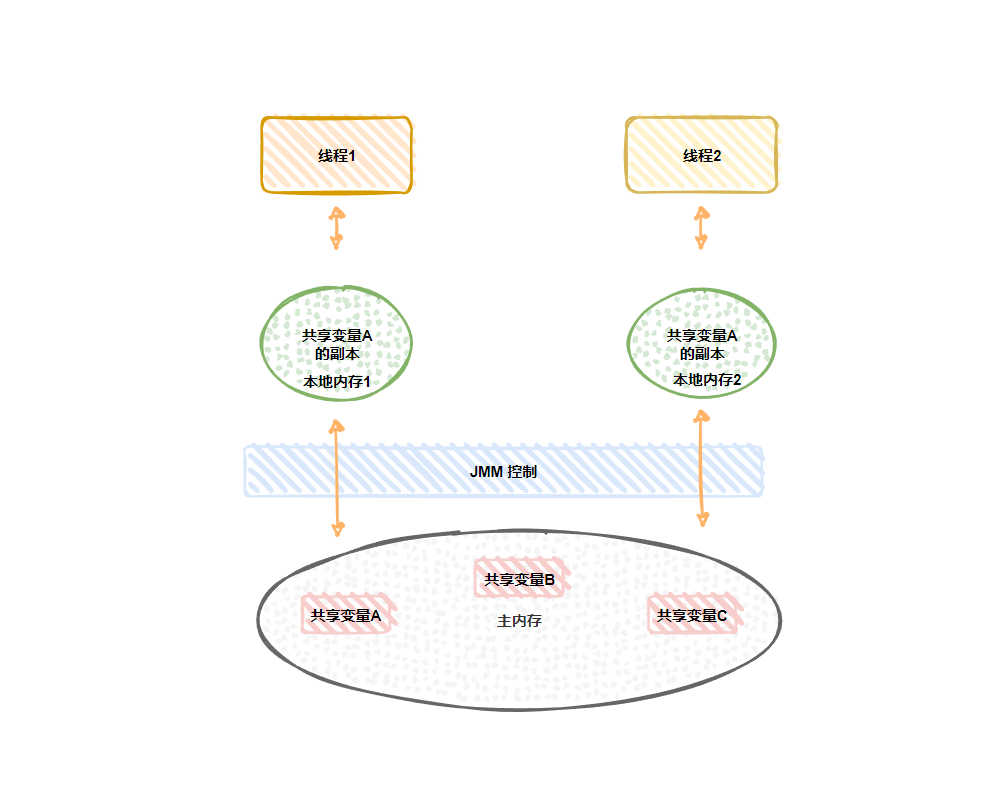 线程1
线程2
共享变量A
的副本
本地内存1
共享变量A
的副本
本地内存2
JMM 控制
共享变量B
共享变量A
主内存
共享变量C